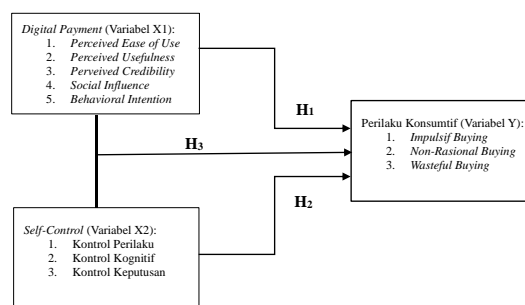 Digital Payment (Variabel X1):
1. Perceived Ease of Use
2. Perceived Usefulness
3. Perveived Credibility
4. Social Influence
5. Behavioral Intention
H1
Perilaku Konsumtif (Variabel Y):
1. Impulsif Buying
2. Non-Rasional Buying
3. Wasteful Buying
H3
H2
Self-Control (Variabel X2):
1. Kontrol Perilaku
2. Kontrol Kognitif
3. Kontrol Keputusan